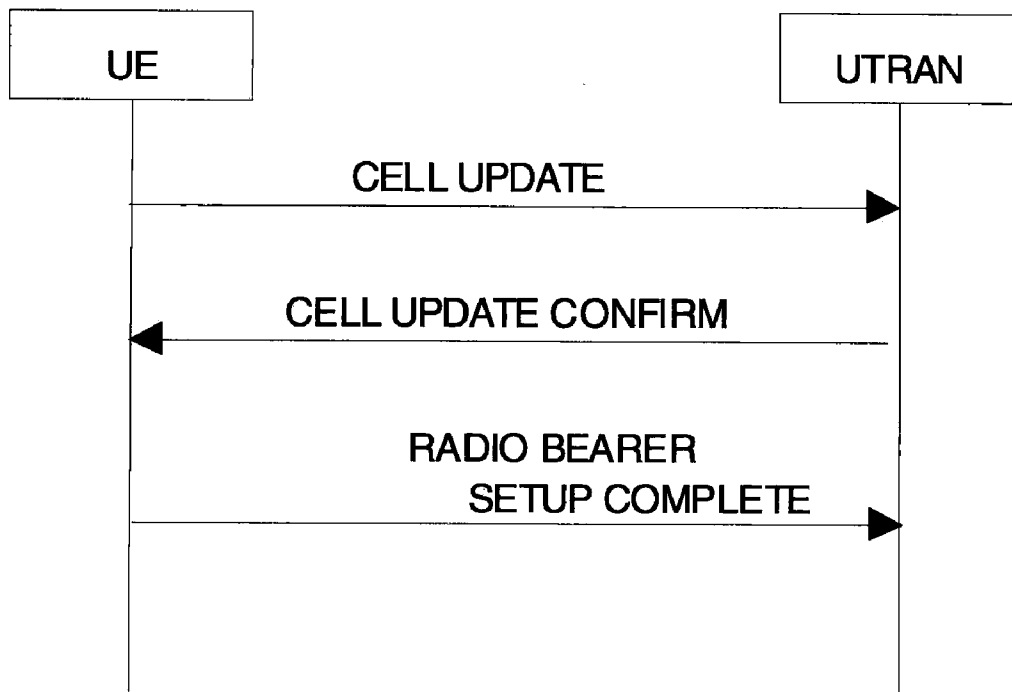 UE
UTRAN
CELL UPDATE
CELL UPDATE CONFIRM
RADIO BEARER
SETUP COMPLETE